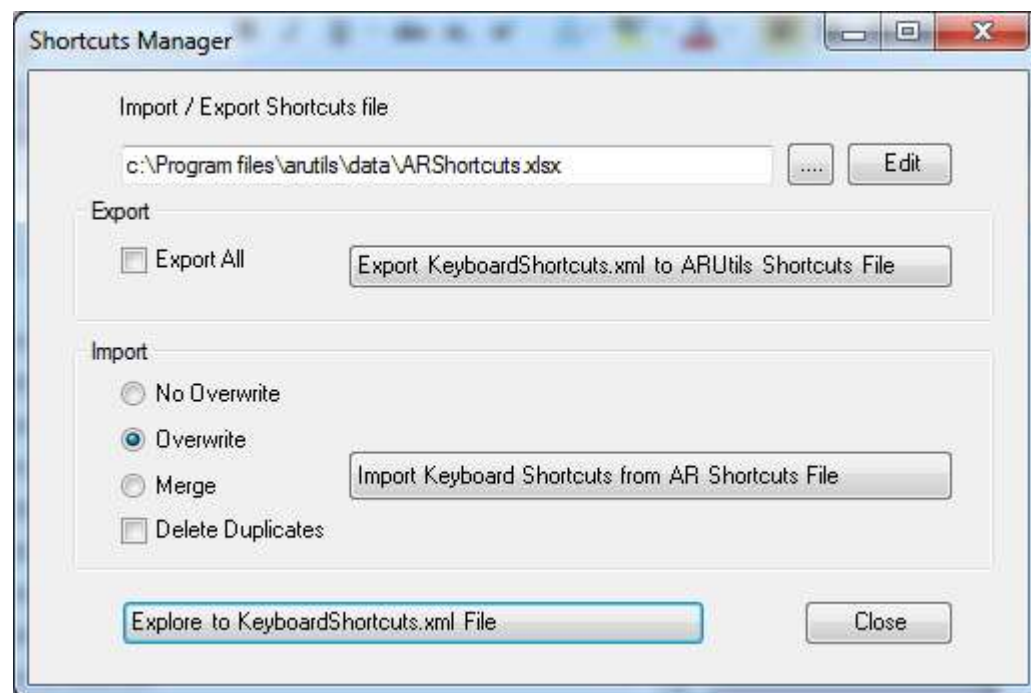 Shortcuts Manager
Import / Export Shortcuts file
c:\Program files\arutils\data\ARShortcuts.xlsx
....
Edit
Export
Export All
Export KeyboardShortcuts.xml to ARUtils Shortcuts File
Import
No Overwrite
Overwrite
Merge
Import Keyboard Shortcuts from AR Shortcuts File
Delete Duplicates
Explore to KeyboardShortcuts.xml File
Close